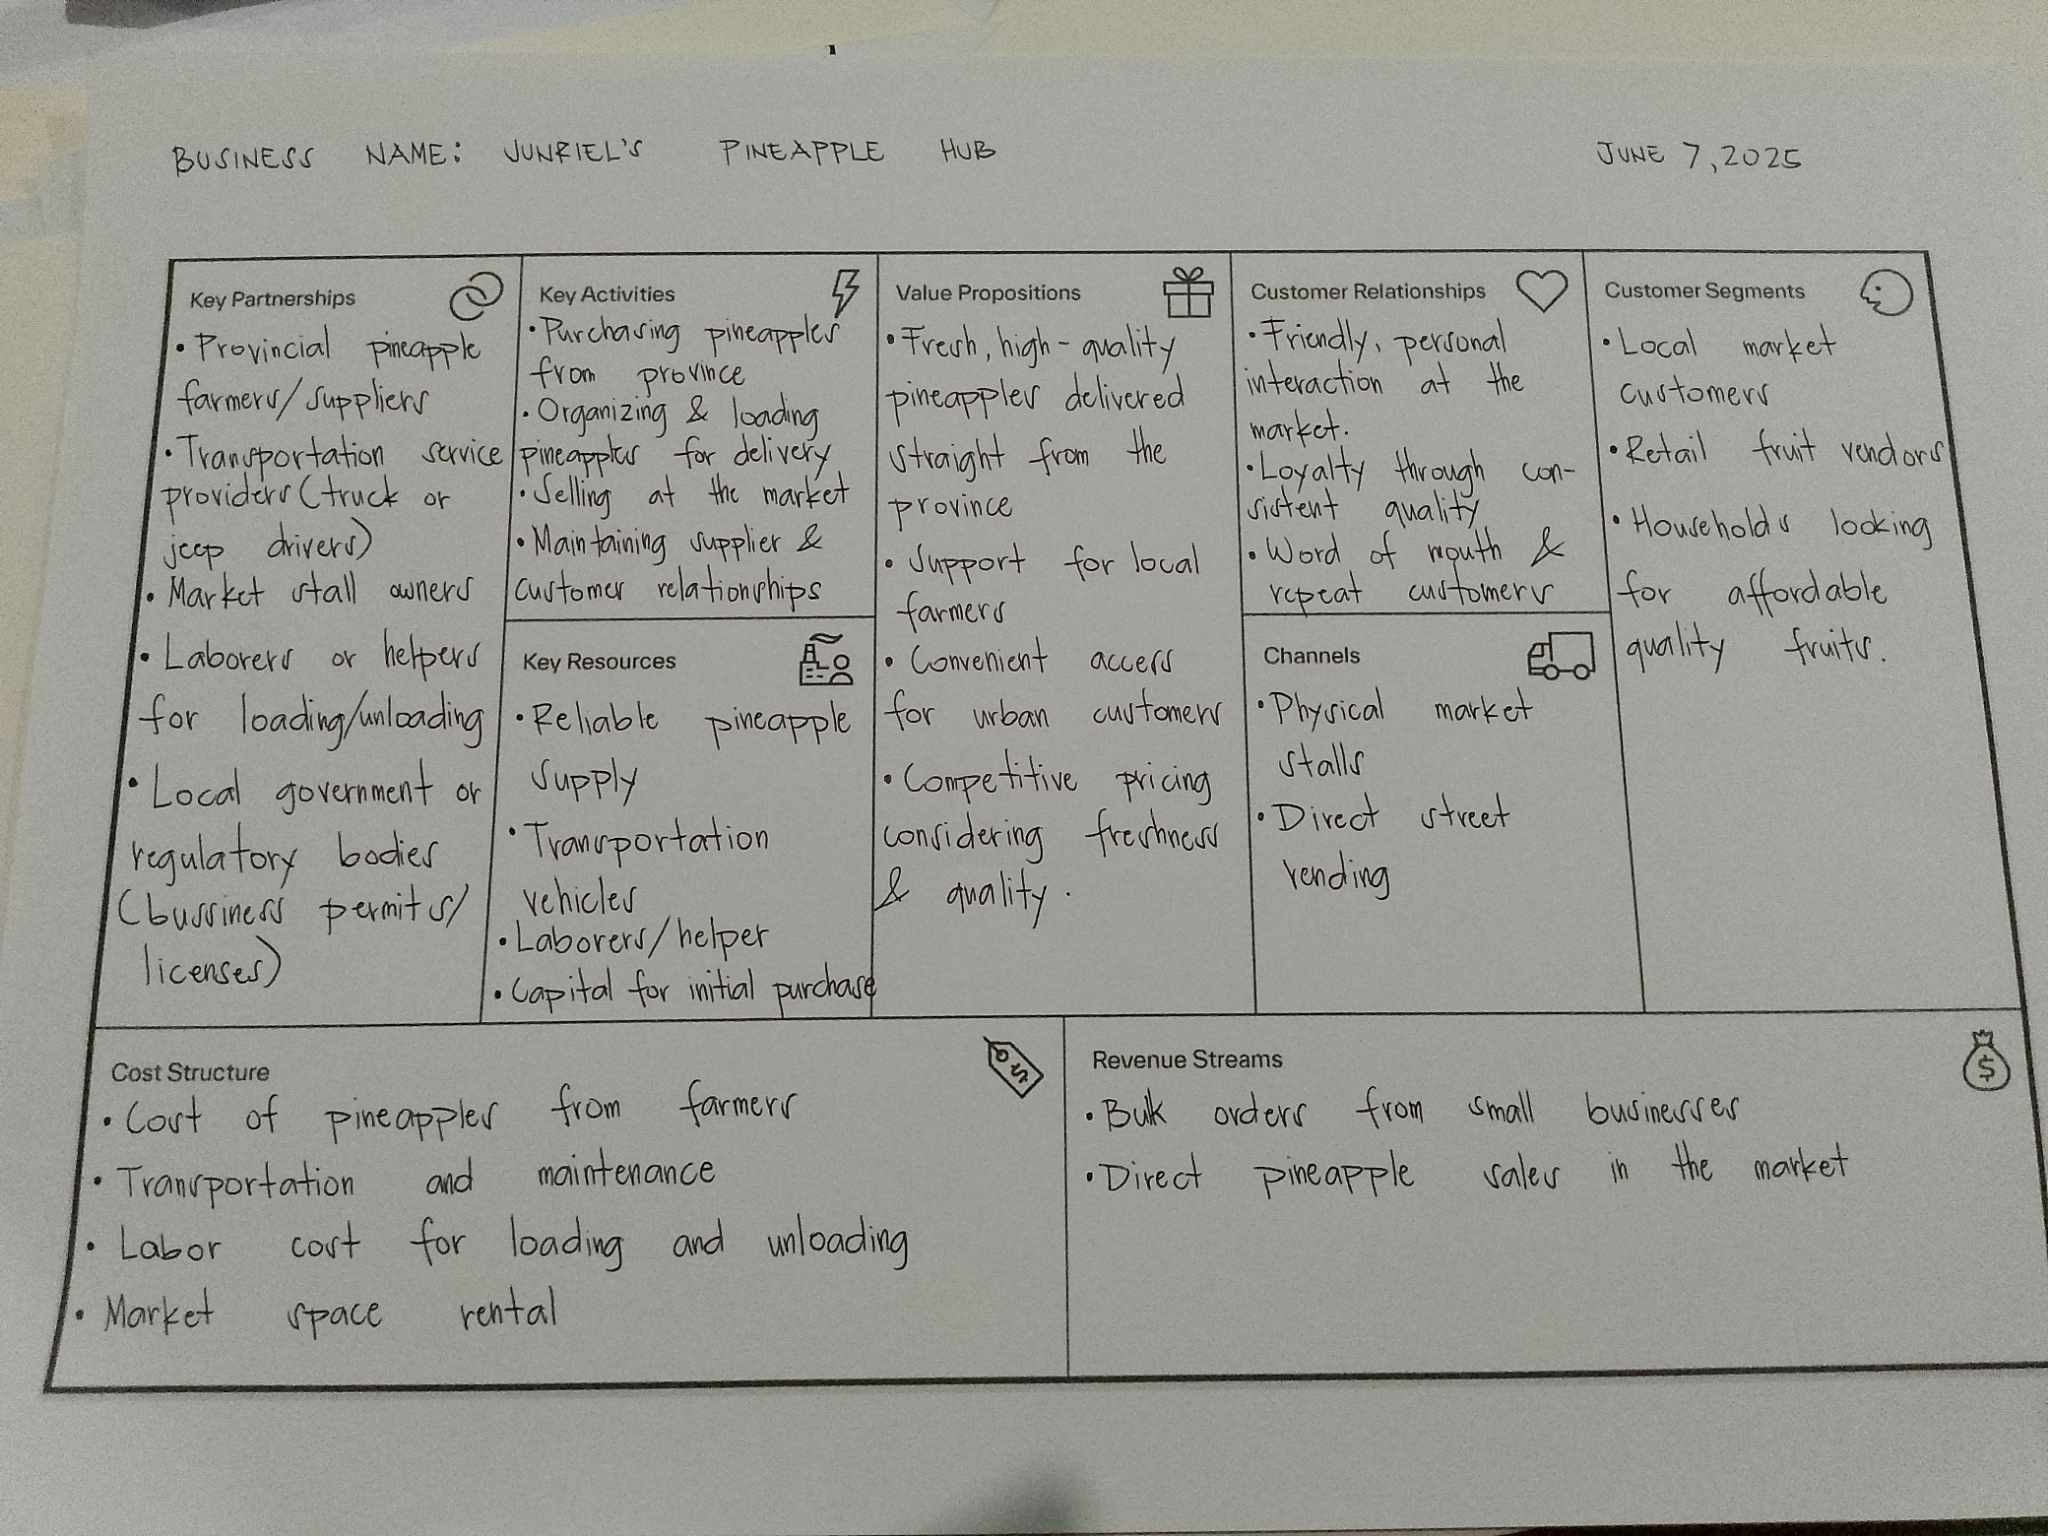 BUSINESS NAME: JUNRIEL'S PINEAPPLE HUB
JUNE 7, 2025
Key Partnerships
• Provincial pineapple
farmers/suppliers
• Transportation service
providers (truck or
jeep drivers)
• Market stall owners
• Laborers or helpers
for loading/unloading
• Local government or
regulatory bodies
(bussiness permits/
licenses)
Key Activities
• Purchasing pineapples
from province
• Organizing & loading
pineapples for delivery
• Selling at the market
• Maintaining supplier &
customer relationships
Key Resources
• Reliable pineapple
supply
• Transportation
vehicles
• Laborers/helper
• Capital for initial purchase
Value Propositions
• Fresh, high-quality
pineapples delivered
straight from the
province
• Support for local
farmers
• Convenient access
for urban customers
• Competitive pricing
considering freshness
& quality.
Customer Relationships
• Friendly, personal
interaction at the
market.
• Loyalty through con-
sistent quality
• Word of mouth &
repeat customers
Channels
• Physical market
stalls
• Direct street
vending
Customer Segments
• Local market
customers
• Retail fruit vendors
• Households looking
for affordable
quality fruits.
Cost Structure
• Cost of pineapples from farmers
• Transportation and maintenance
• Labor cost for loading and unloading
• Market space rental
Revenue Streams
• Bulk orders from small businesses
• Direct pineapple sales in the market